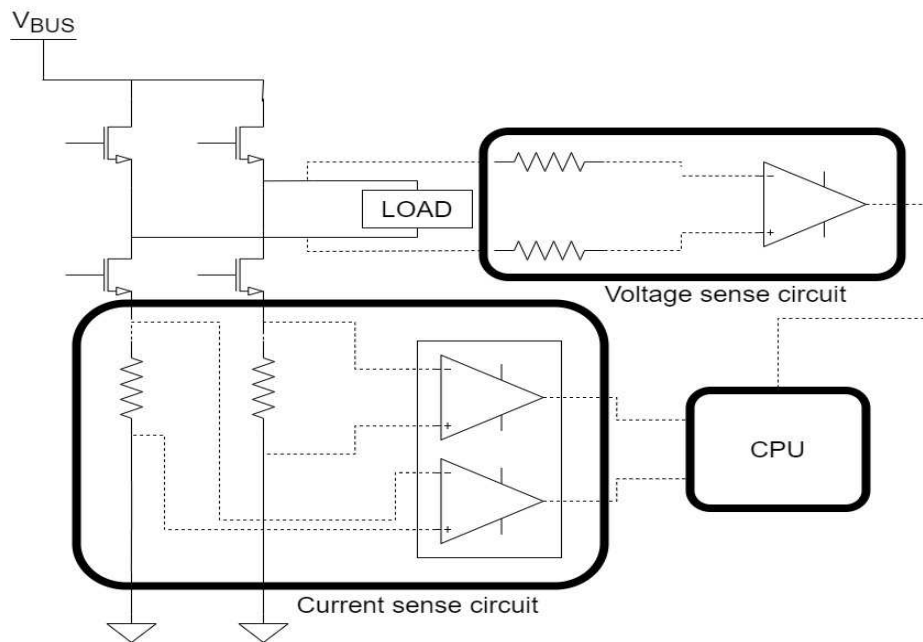 VBUS
LOAD
Voltage sense circuit
CPU
Current sense circuit